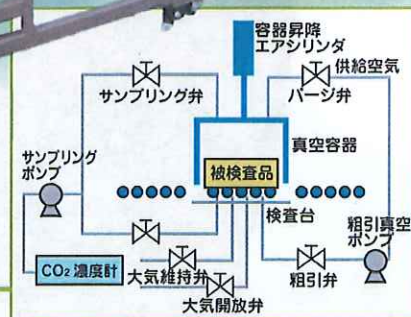 容器昇降
エアシリンダ
サンプリング弁
供給空気
パージ弁
真空容器
サンプリング
ポンプ
被検査品
検査台
粗引真空
ポンプ
CO₂ 濃度計
大気維持弁
粗引弁
大気開放弁